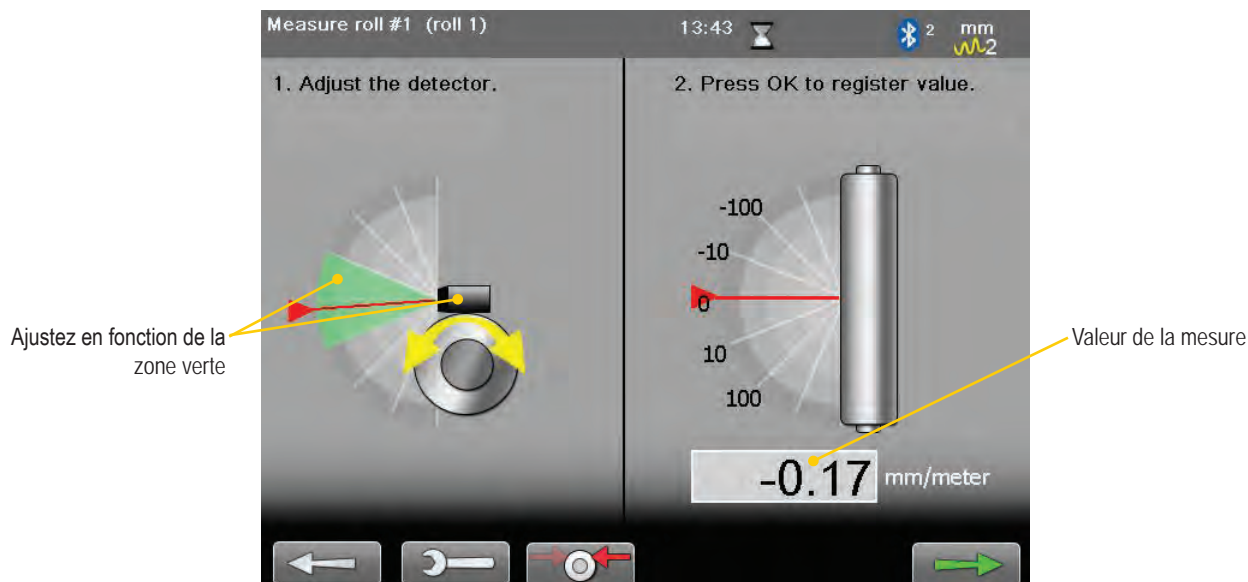 Measure roll #1 (roll 1)
13:43
2
mm
2
1. Adjust the detector.
2. Press OK to register value.
-100
-10
0
10
100
Ajustez en fonction de la
zone verte
Valeur de la mesure
-0.17 mm/meter